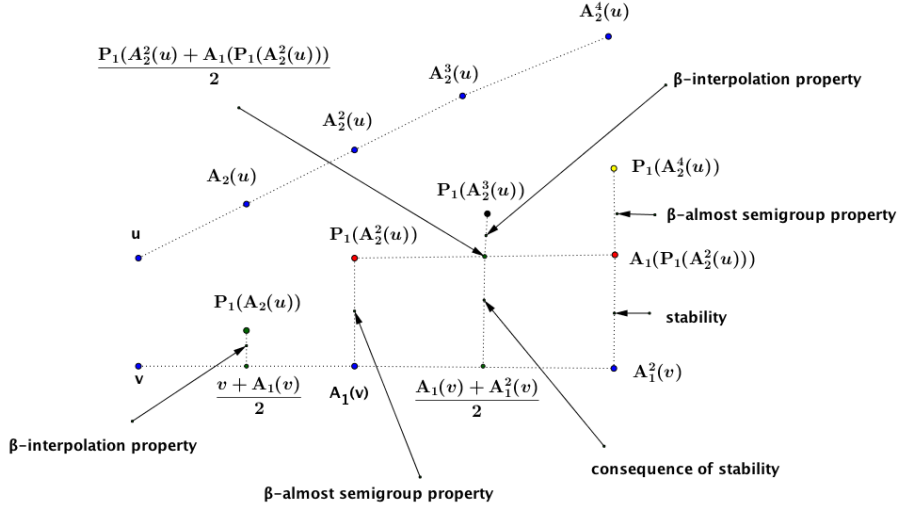 A₂⁴(u)
P₁(A₂²(u) + A₁(P₁(A₂²(u)))
2
A₂³(u)
β–interpolation property
A₂²(u)
A₂(u)
P₁(A₂⁴(u))
P₁(A₂³(u))
β–almost semigroup property
u
P₁(A₂²(u))
A₁(P₁(A₂²(u)))
P₁(A₂(u))
stability
v
v + A₁(v)
2
A₁(v)
A₁(v) + A₁²(v)
2
A₁²(v)
β–interpolation property
consequence of stability
β–almost semigroup property